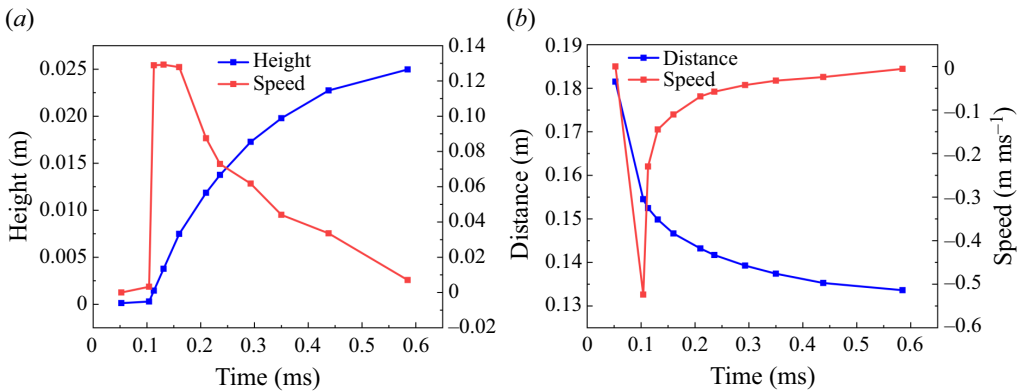 (a)
(b)
0.14
0.12
0.10
0.08
0.06
0.04
0.02
0
–0.02
0.025
0.020
0.015
0.010
0.005
0
Height (m)
Height
Speed
0 0.1 0.2 0.3 0.4 0.5 0.6
Time (ms)
0.19
0.18
0.17
0.16
0.15
0.14
0.13
Distance (m)
Distance
Speed
0
–0.1
–0.2
–0.3
–0.4
–0.5
–0.6
Speed (m ms–1)
0 0.1 0.2 0.3 0.4 0.5 0.6
Time (ms)